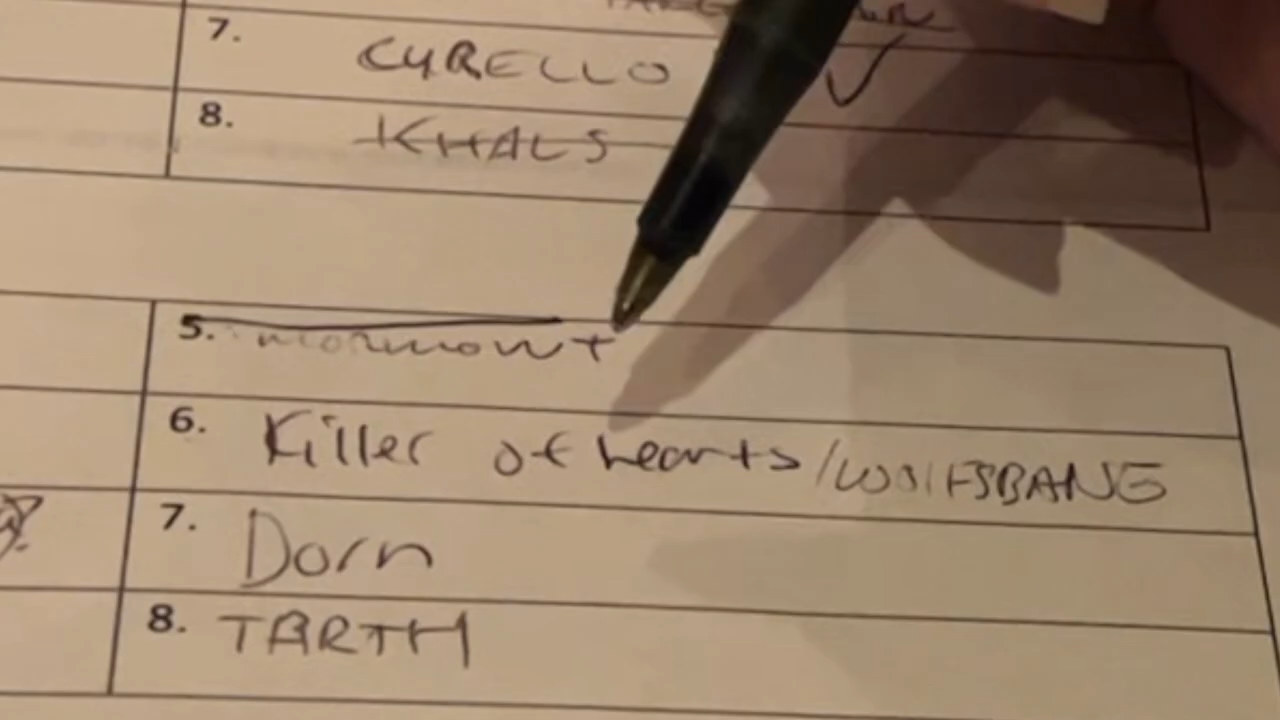 7. CYRELLO ✓
8. KHALS
5. mormont
6. Killer of hearts/WOLFSBANE
7. Dorn
8. TARTH